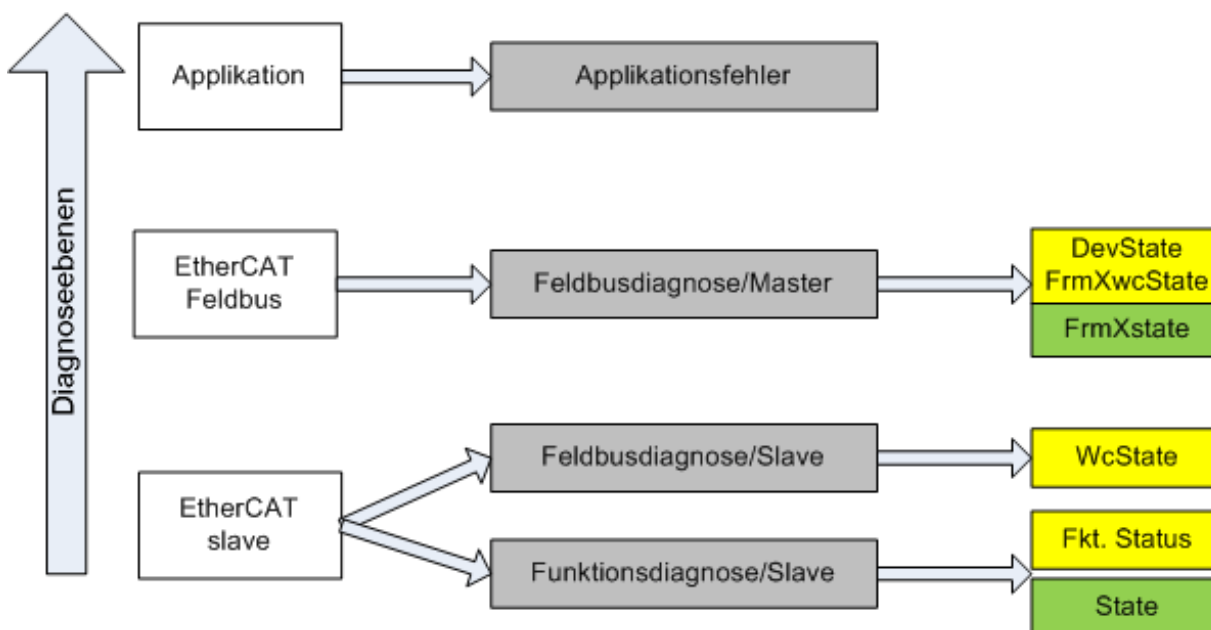 Diagnoseebenen
Applikation
Applikationsfehler
EtherCAT
Feldbus
Feldbusdiagnose/Master
DevState
FrmXwcState
FrmXstate
EtherCAT
slave
Feldbusdiagnose/Slave
WcState
Funktionsdiagnose/Slave
Fkt. Status
State